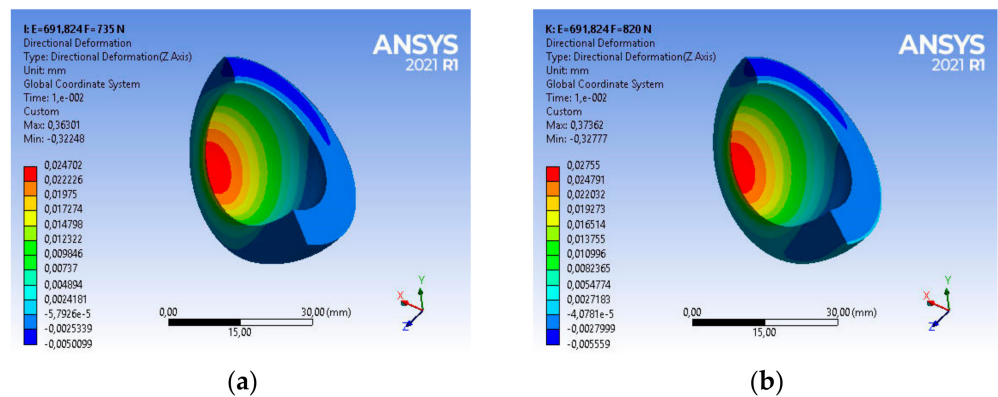 I: E=691,824 F=735 N
Directional Deformation
Type: Directional Deformation(Z Axis)
Unit: mm
Global Coordinate System
Time: 1,e-002
Custom
Max: 0,36301
Min: -0,32248
0,024702
0,022226
0,01975
0,017274
0,014798
0,012322
0,009846
0,00737
0,004894
0,0024181
-5,7926e-5
-0,0025339
-0,0050099
ANSYS
2021 R1
0,00
30,00 (mm)
15,00
X
Y
Z
(a)
K: E=691,824 F=820 N
Directional Deformation
Type: Directional Deformation(Z Axis)
Unit: mm
Global Coordinate System
Time: 1,e-002
Custom
Max: 0,37362
Min: -0,32777
0,02755
0,024791
0,022032
0,019273
0,016514
0,013755
0,010996
0,0082365
0,0054774
0,0027183
-4,0781e-5
-0,0027999
-0,005559
ANSYS
2021 R1
0,00
30,00 (mm)
15,00
X
Y
Z
(b)